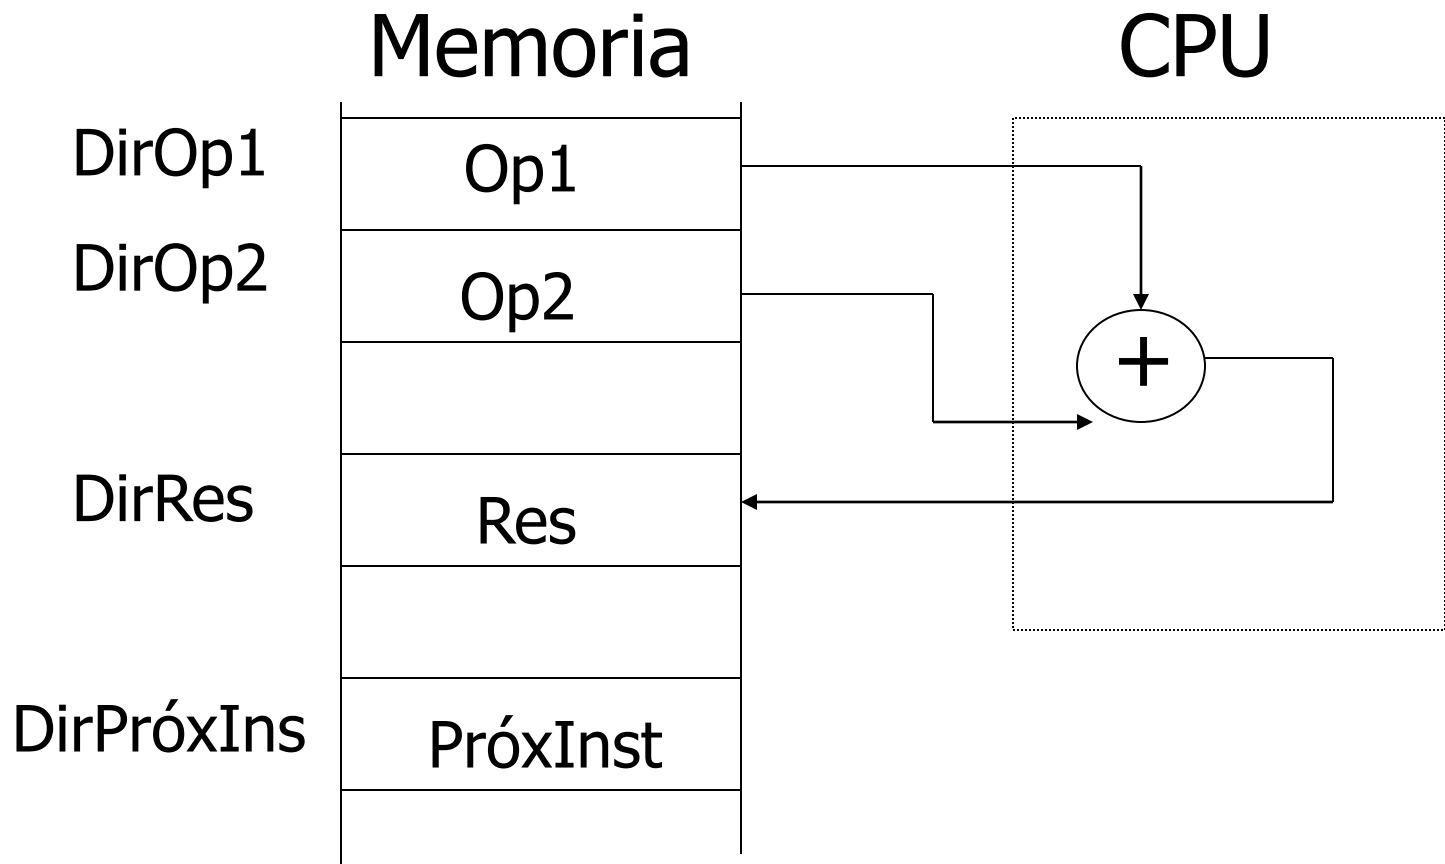 Memoria
CPU
DirOp1
Op1
DirOp2
Op2
+
DirRes
Res
DirPróxIns
PróxInst